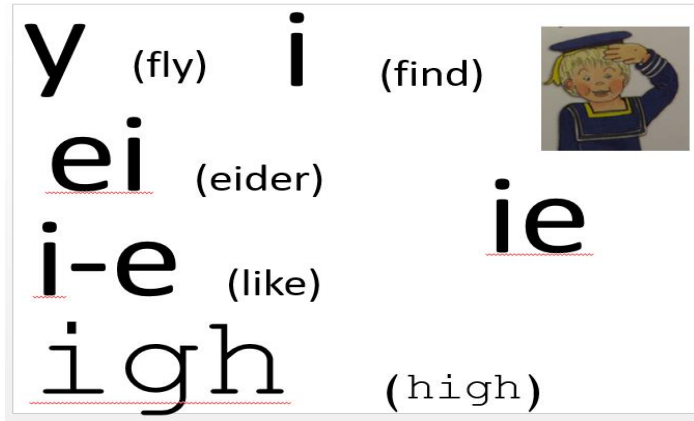 y (fly) i (find)
ei (eider)
ie
i-e (like)
igh (high)